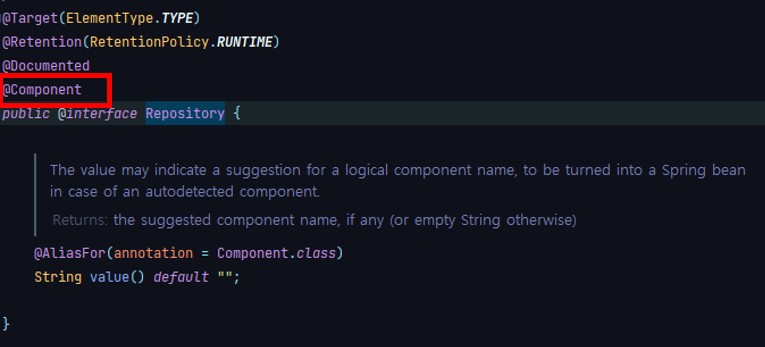 @Target(ElementType.TYPE)
@Retention(RetentionPolicy.RUNTIME)
@Documented
@Component
public @interface Repository {
The value may indicate a suggestion for a logical component name, to be turned into a Spring bean
in case of an autodetected component.
Returns: the suggested component name, if any (or empty String otherwise)
@AliasFor(annotation = Component.class)
String value() default "";
}